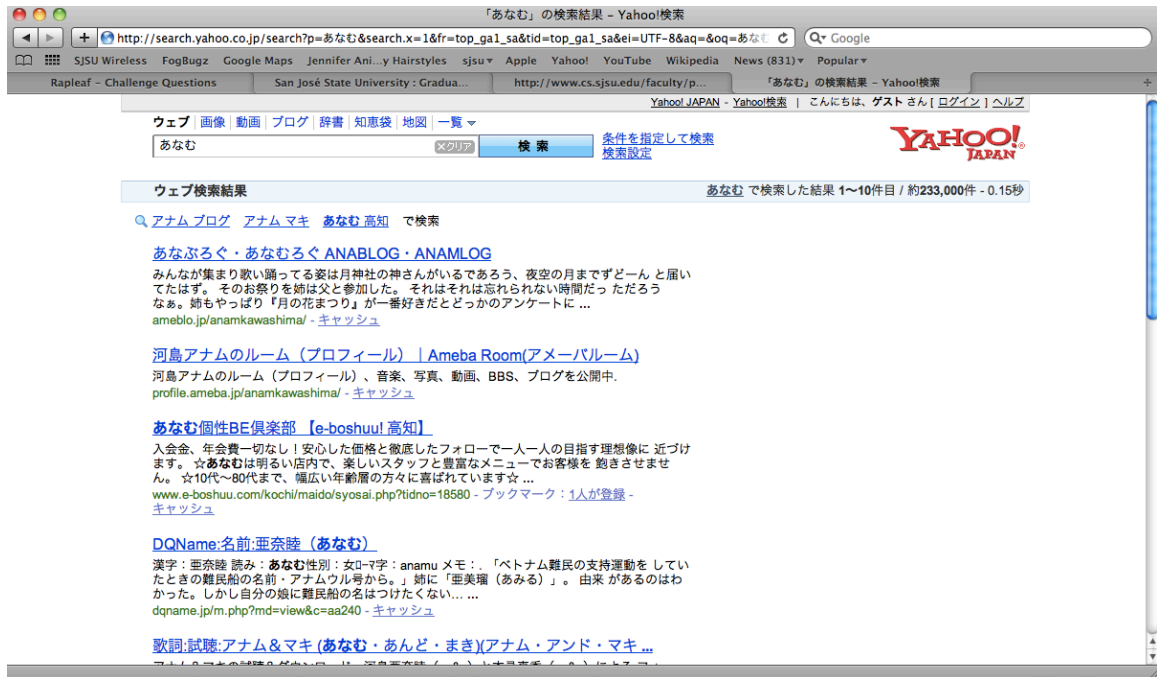 「あなむ」の検索結果 – Yahoo!検索
http://search.yahoo.co.jp/search?p=あなむ&search.x=1&fr=top_ga1_sa&tid=top_ga1_sa&ei=UTF-8&aq=&oq=あなむ
Google
SJSU Wireless FogBugz Google Maps Jennifer Ani...y Hairstyles sjsu Apple Yahoo! YouTube Wikipedia News (831) Popular
Rapleaf – Challenge Questions
San José State University : Gradua...
http://www.cs.sjsu.edu/faculty/p...
「あなむ」の検索結果 – Yahoo!検索
Yahoo! JAPAN - Yahoo!検索 | こんにちは、ゲスト さん [ ログイン ] ヘルプ
ウェブ 画像 動画 ブログ 辞書 知恵袋 地図 一覧
あなむ
クリア
検 索
条件を指定して検索
検索設定
YAHOO!
JAPAN
ウェブ検索結果
あなむ で検索した結果 1〜10件目 / 約233,000件 - 0.15秒
アナム ブログ アナム マキ あなむ 高知 で検索
あなぶろぐ・あなむろぐ ANABLOG・ANAMLOG
みんなが集まり歌い踊ってる姿は月神社の神さんがいるであろう、夜空の月までずどーん と届い
てたはず。 そのお祭りを姉は父と参加した。 それはそれは忘れられない時間だっ ただろう
なぁ。姉もやっぱり『月の花まつり』が一番好きだとどっかのアンケートに ...
ameblo.jp/anamkawashima/ - キャッシュ
河島アナムのルーム（プロフィール）｜Ameba Room(アメーバルーム)
河島アナムのルーム（プロフィール）、音楽、写真、動画、BBS、ブログを公開中.
profile.ameba.jp/anamkawashima/ - キャッシュ
あなむ個性BE倶楽部 【e-boshuu! 高知】
入会金、年会費一切なし！安心した価格と徹底したフォローで一人一人の目指す理想像に 近づけ
ます。 ☆あなむは明るい店内で、楽しいスタッフと豊富なメニューでお客様を 飽きさせませ
ん。 ☆10代〜80代まで、幅広い年齢層の方々に喜ばれています☆ ...
www.e-boshuu.com/kochi/maido/syosai.php?tidno=18580 - ブックマーク：1人が登録 -
キャッシュ
DQName:名前:亜奈睦（あなむ）
漢字：亜奈睦 読み：あなむ性別：女ﾛｰﾏ字：anamu メモ：. 「ベトナム難民の支持運動を してい
たときの難民船の名前・アナムウル号から。」姉に「亜美瑠（あみる）」。 由来 があるのはわ
かった。しかし自分の娘に難民船の名はつけたくない... ...
dqname.jp/m.php?md=view&c=aa240 - キャッシュ
歌詞:試聴:アナム＆マキ (あなむ・あんど・まき)(アナム・アンド・マキ ...